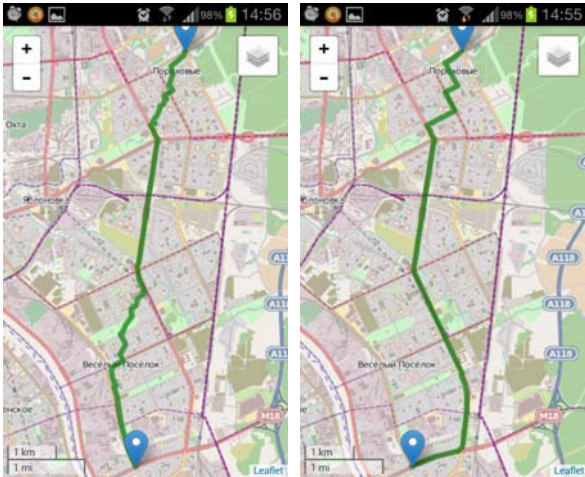 98% 14:56
+
-
Пороховые
Охта
Яблоновка
A118
A118
Весёлый Посёлок
енское
M18
1 km
1 mi
Leaflet
98% 14:55
+
-
Пороховые
A118
A118
Весёлый Посёлок
M18
1 km
1 mi
Leaflet